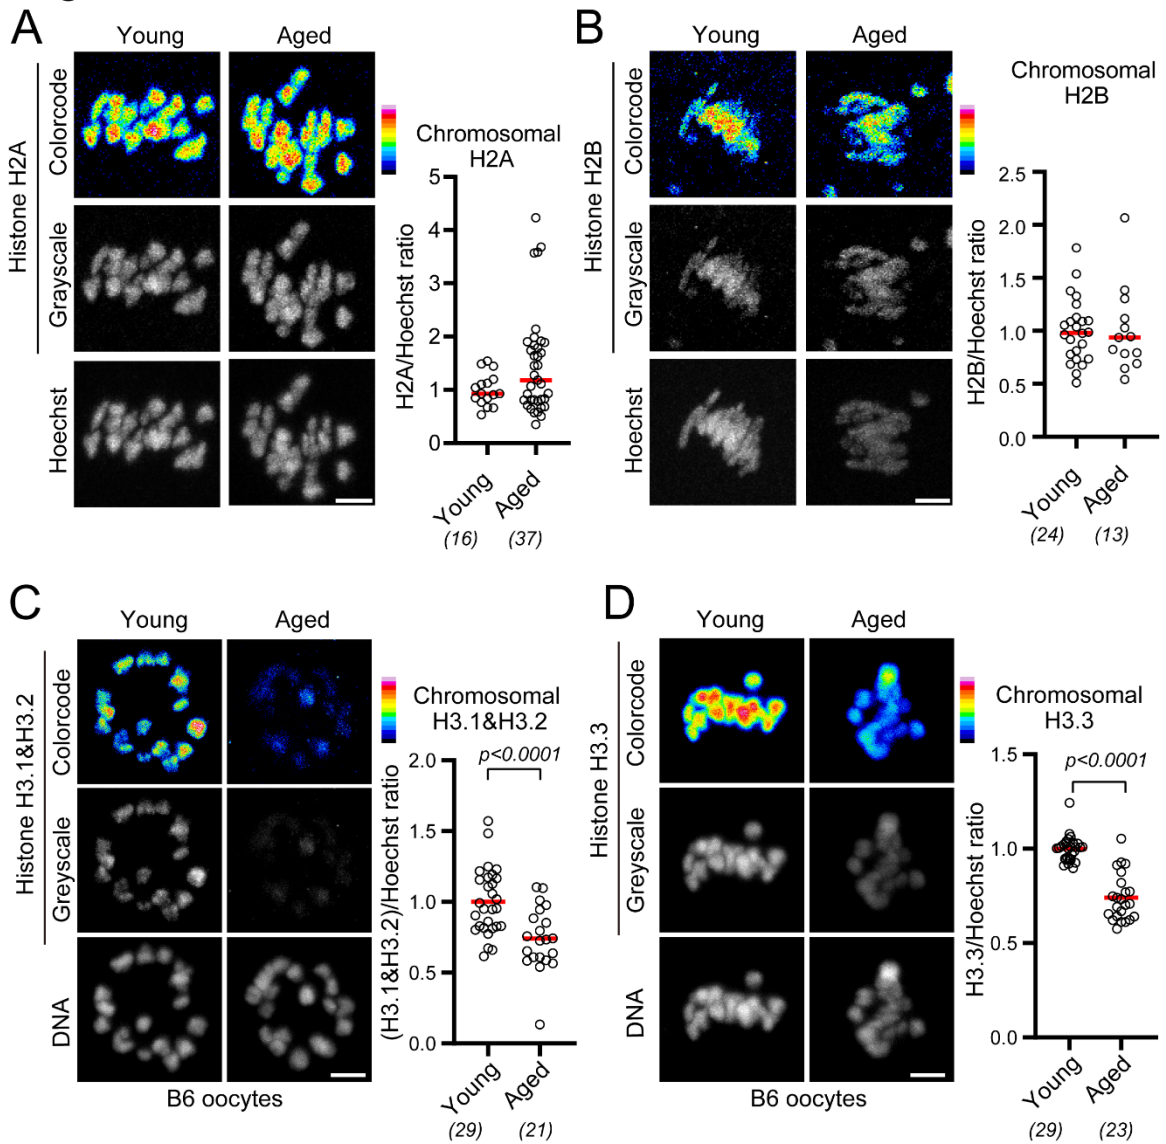 A
Young
Aged
Histone H2A
Colorcode
Grayscale
Hoechst
Chromosomal
H2A
H2A/Hoechst ratio
5
4
3
2
1
0
Young
Aged
(16)
(37)
B
Young
Aged
Histone H2B
Colorcode
Grayscale
Hoechst
Chromosomal
H2B
H2B/Hoechst ratio
2.5
2.0
1.5
1.0
0.5
0.0
Young
Aged
(24)
(13)
C
Young
Aged
Histone H3.1&H3.2
Colorcode
Greyscale
DNA
B6 oocytes
Chromosomal
H3.1&H3.2
(H3.1&H3.2)/Hoechst ratio
p<0.0001
2.0
1.5
1.0
0.5
0.0
Young
Aged
(29)
(21)
D
Young
Aged
Histone H3.3
Colorcode
Greyscale
DNA
B6 oocytes
Chromosomal
H3.3
H3.3/Hoechst ratio
p<0.0001
1.5
1.0
0.5
0.0
Young
Aged
(29)
(23)